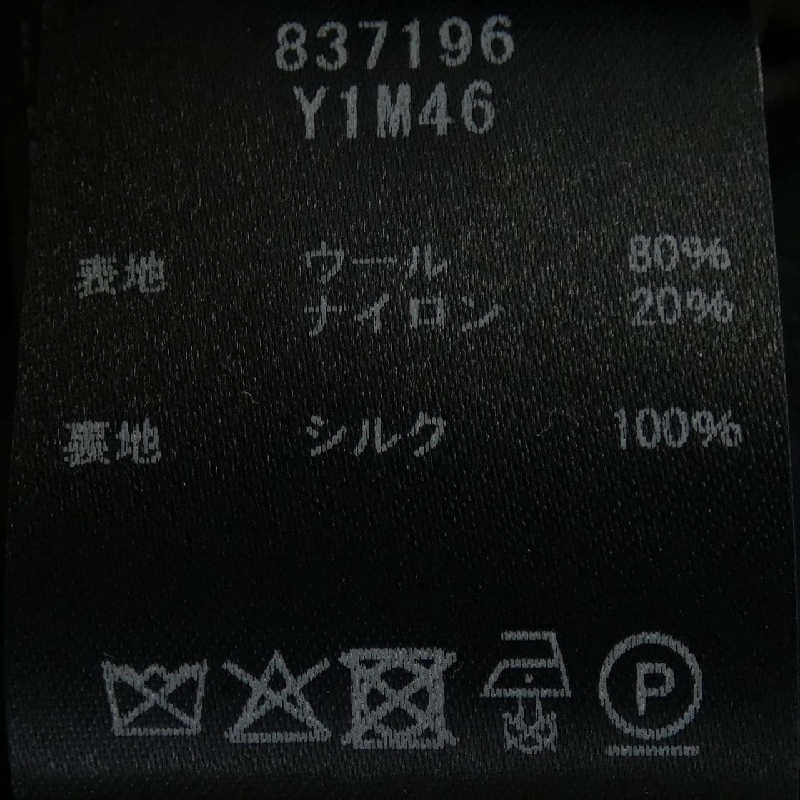 837196
Y1M46
表地 ウール 80%
ナイロン 20%
裏地 シルク 100%
P